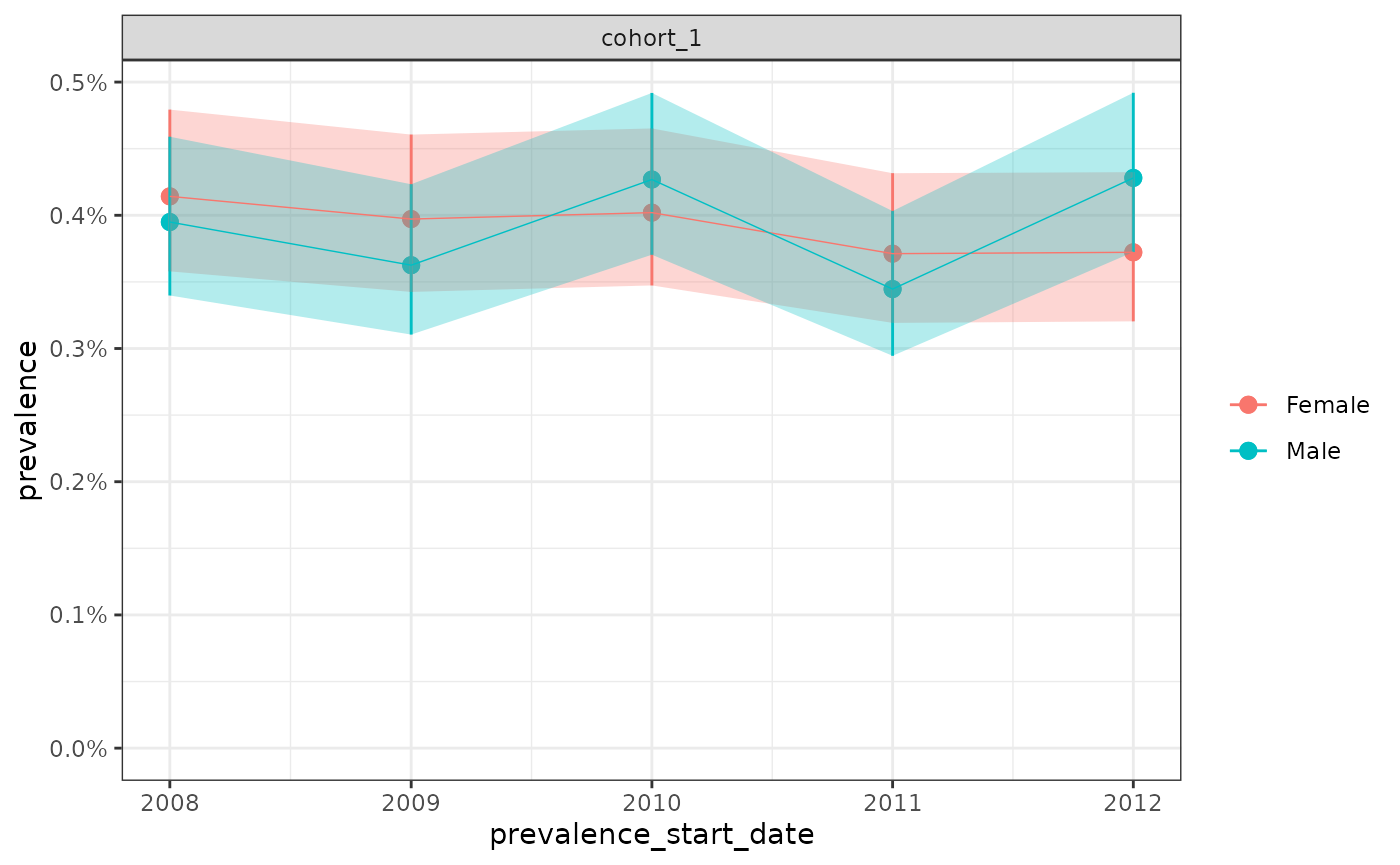 cohort_1
0.5%
0.4%
0.3%
0.2%
0.1%
0.0%
prevalence
2008 2009 2010 2011 2012
prevalence_start_date
Female
Male